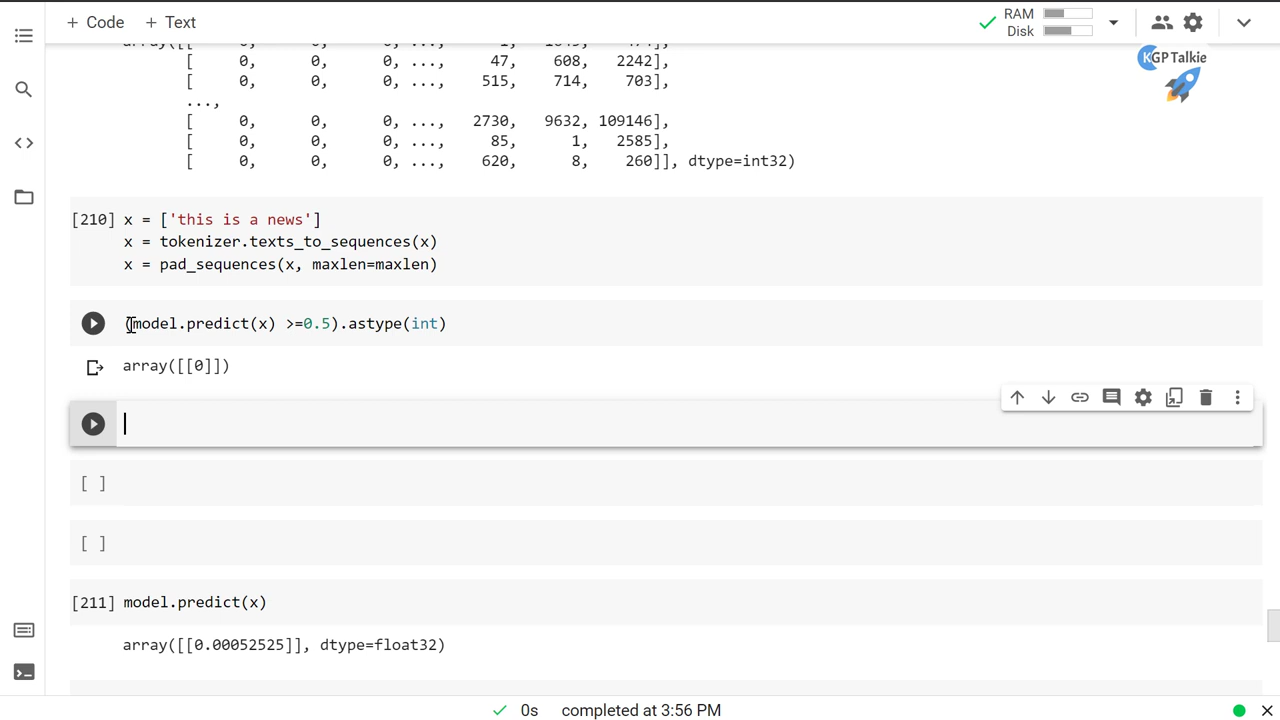 + Code + Text
RAM
Disk
KGP Talkie
[ 0, 0, 0, ..., 47, 608, 2242],
[ 0, 0, 0, ..., 515, 714, 703],
...,
[ 0, 0, 0, ..., 2730, 9632, 109146],
[ 0, 0, 0, ..., 85, 1, 2585],
[ 0, 0, 0, ..., 620, 8, 260]], dtype=int32)
[210] x = ['this is a news']
x = tokenizer.texts_to_sequences(x)
x = pad_sequences(x, maxlen=maxlen)
(model.predict(x) >=0.5).astype(int)
array([[0]])
[ ]
[ ]
[211] model.predict(x)
array([[0.00052525]], dtype=float32)
0s completed at 3:56 PM